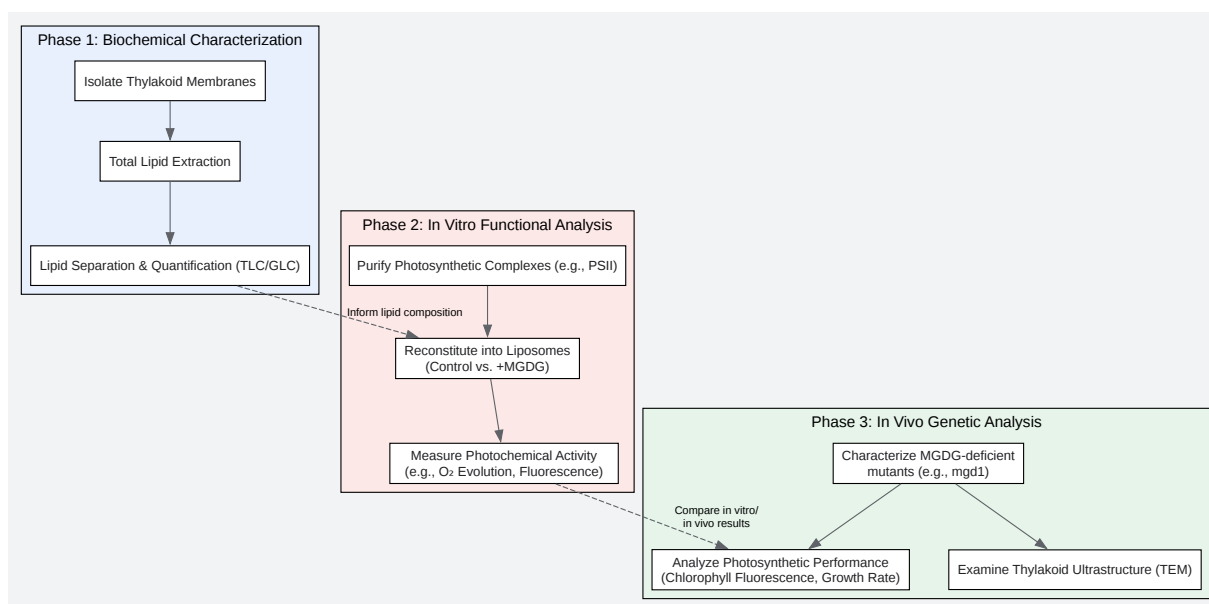 Phase 1: Biochemical Characterization
Isolate Thylakoid Membranes
Total Lipid Extraction
Lipid Separation & Quantification (TLC/GLC)
Inform lipid composition
Phase 2: In Vitro Functional Analysis
Purify Photosynthetic Complexes (e.g., PSII)
Reconstitute into Liposomes
(Control vs. +MGDG)
Measure Photochemical Activity
(e.g., O₂ Evolution, Fluorescence)
Compare in vitro/
in vivo results
Phase 3: In Vivo Genetic Analysis
Characterize MGDG-deficient
mutants (e.g., mgd1)
Analyze Photosynthetic Performance
(Chlorophyll Fluorescence, Growth Rate)
Examine Thylakoid Ultrastructure (TEM)